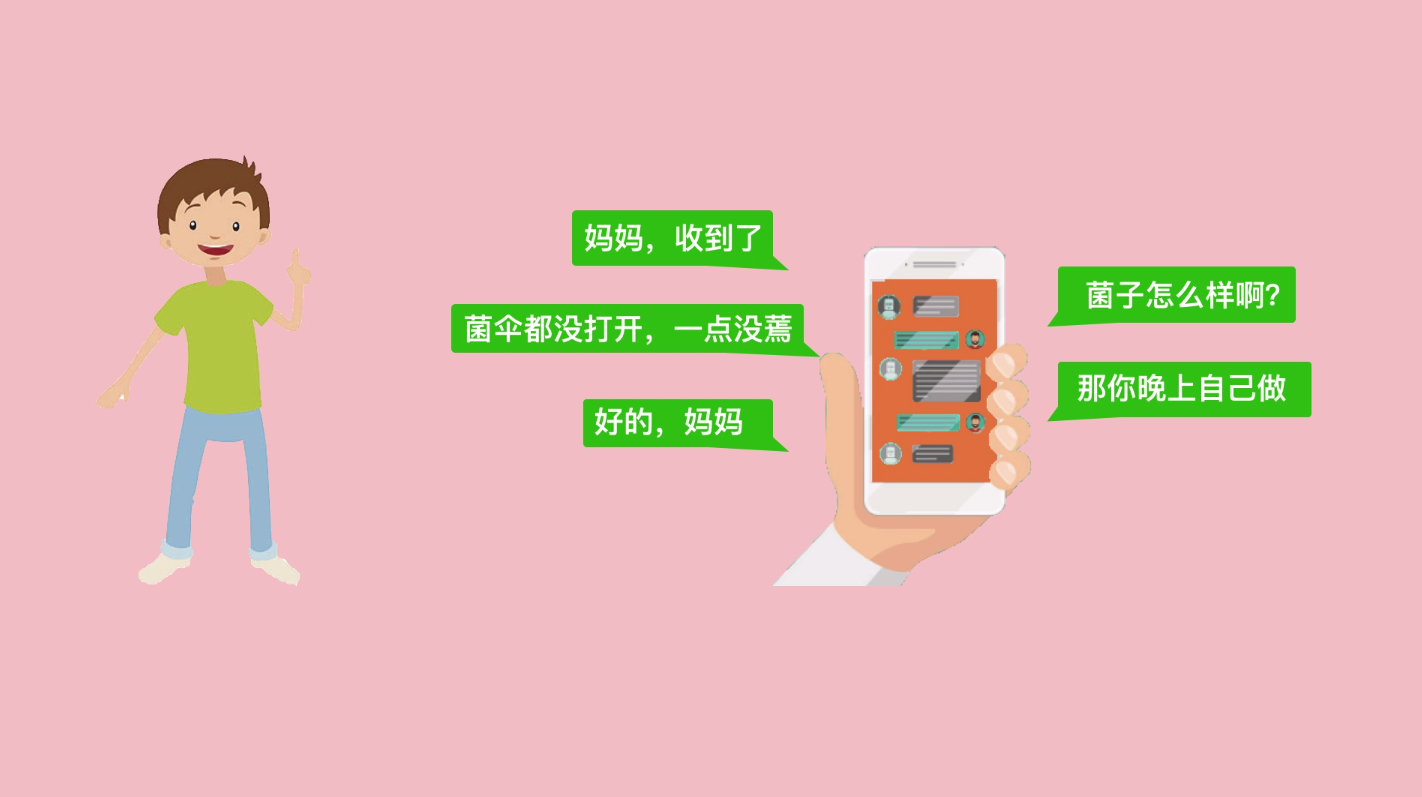 妈妈，收到了
菌子怎么样啊?
菌伞都没打开，一点没蔫
那你晚上自己做
好的，妈妈